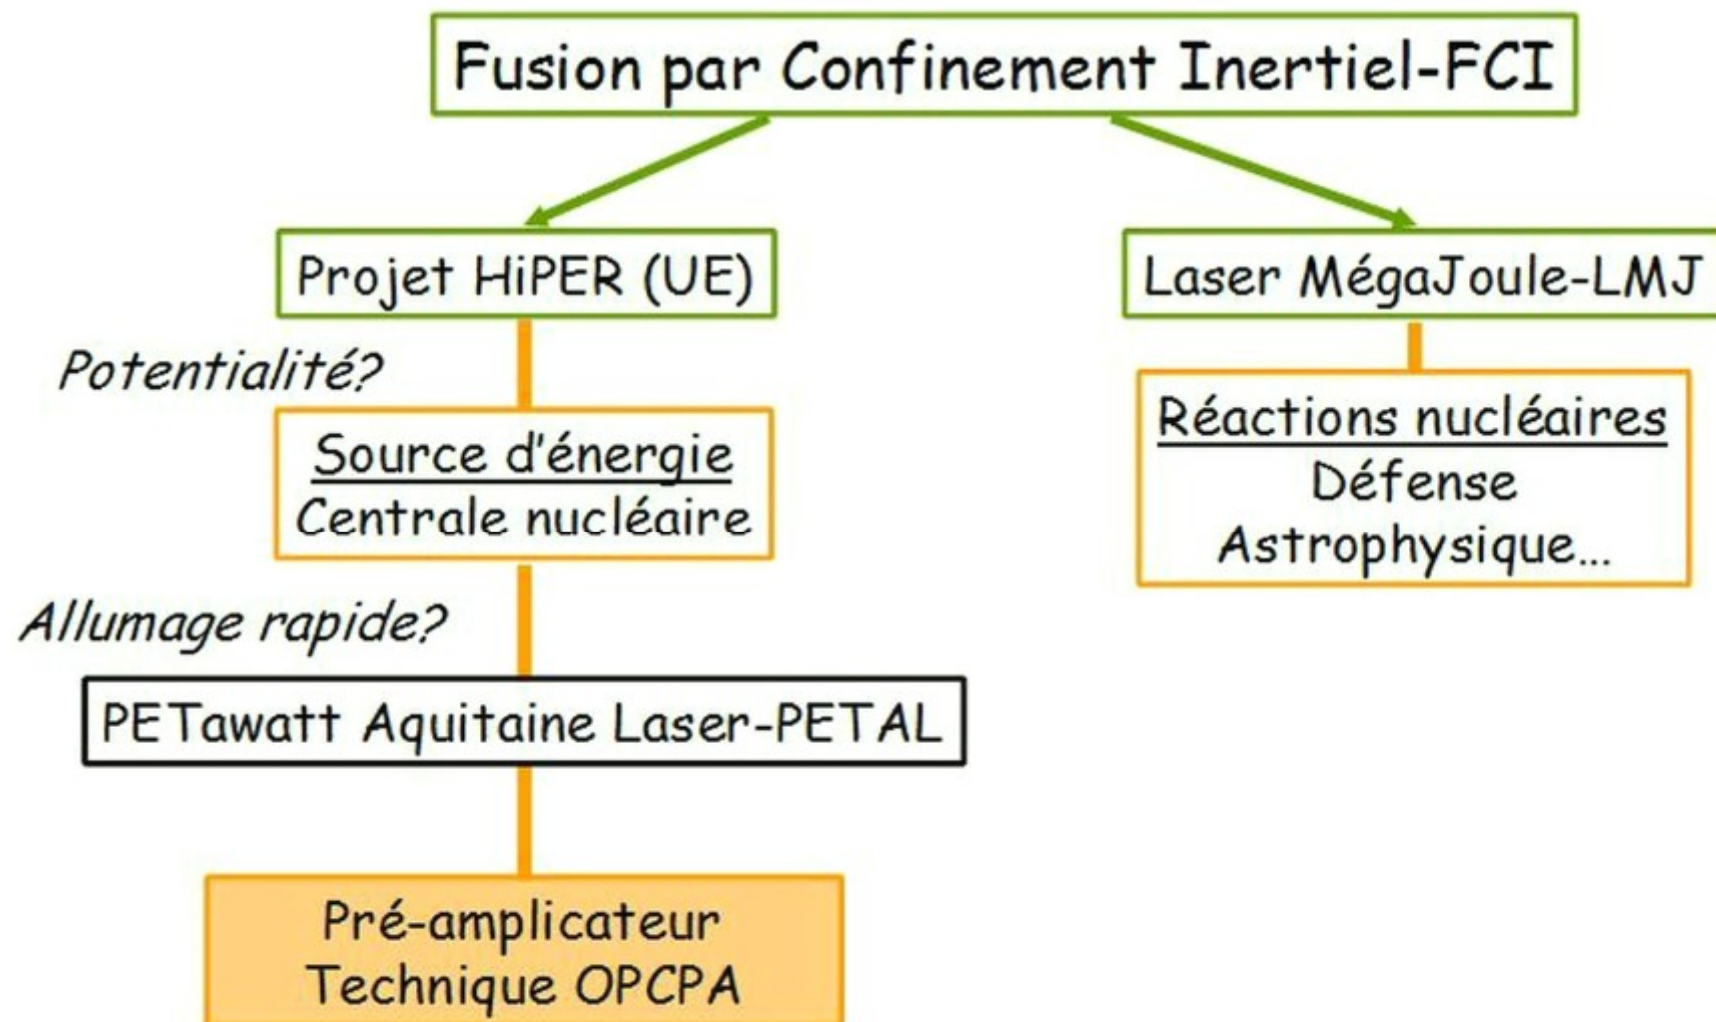 Fusion par Confinement Inertiel-FCI
Projet HiPER (UE)
Laser MégaJoule-LMJ
Potentialité?
Source d'énergie
Centrale nucléaire
Réactions nucléaires
Défense
Astrophysique...
Allumage rapide?
PETawatt Aquitaine Laser-PETAL
Pré-amplicateur
Technique OPCPA